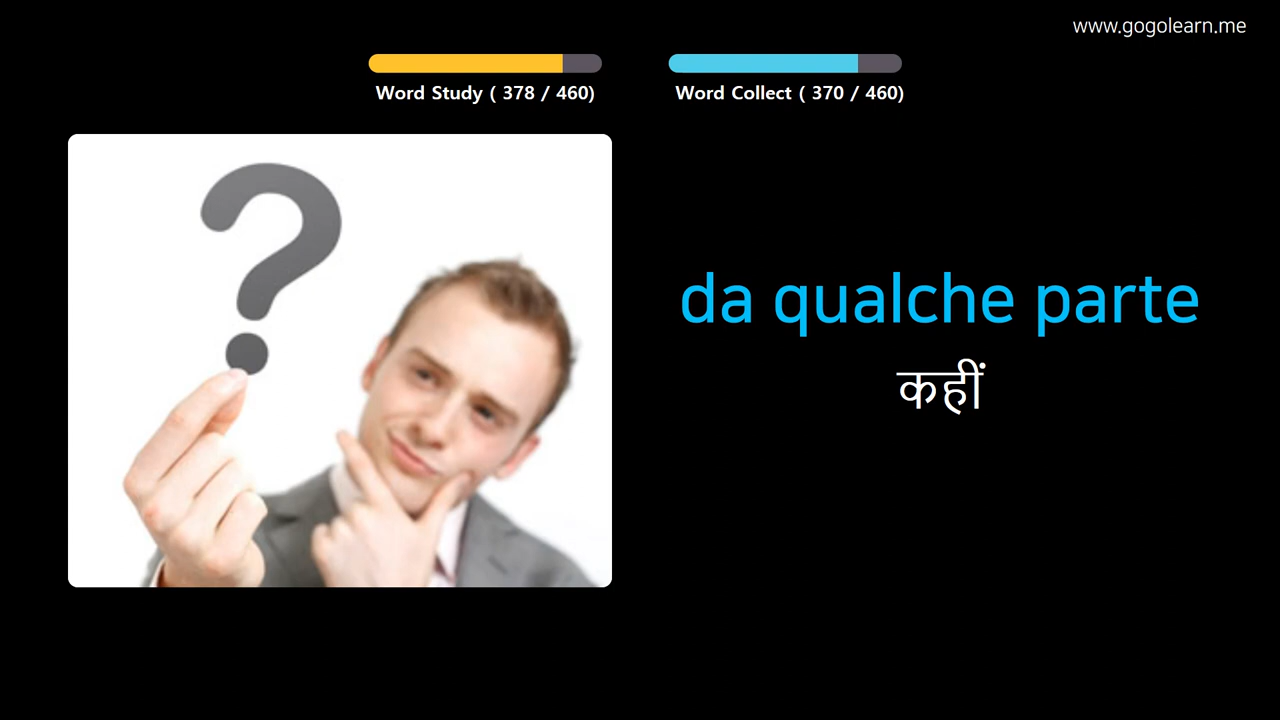 www.gogolearn.me
Word Study ( 378 / 460)
Word Collect ( 370 / 460)
?
da qualche parte
कहीं